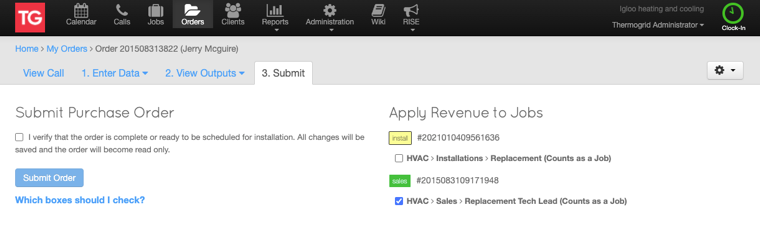 TG
Calendar
Calls
Jobs
Orders
Clients
Reports
Administration
Wiki
RISE
Igloo heating and cooling
Thermogrid Administrator
Clock-In
Home > My Orders > Order 201508313822 (Jerry Mcguire)
View Call
1. Enter Data
2. View Outputs
3. Submit
Submit Purchase Order
I verify that the order is complete or ready to be scheduled for installation. All changes will be
saved and the order will become read only.
Submit Order
Which boxes should I check?
Apply Revenue to Jobs
install #2021010409561636
HVAC > Installations > Replacement (Counts as a Job)
sales #2015083109171948
HVAC > Sales > Replacement Tech Lead (Counts as a Job)